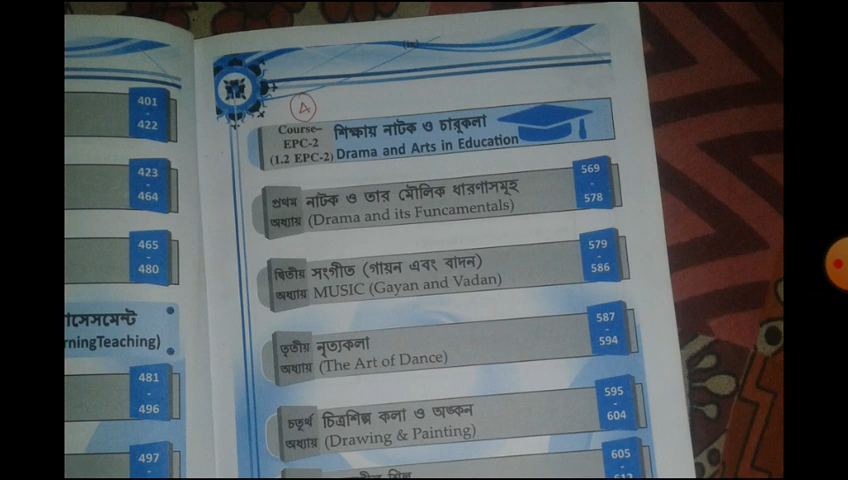 401
-
422
423
-
464
465
-
480
rningTeaching)
481
-
496
497
4
Course–
EPC-2
(1.2 EPC-2)
শিক্ষায় নাটক ও চারুকলা
Drama and Arts in Education
প্রথম অধ্যায়
নাটক ও তার মৌলিক ধারণাসমূহ
(Drama and its Funcamentals)
569
-
578
দ্বিতীয় অধ্যায়
সংগীত (গায়ন এবং বাদন)
MUSIC (Gayan and Vadan)
579
-
586
তৃতীয় অধ্যায়
নৃত্যকলা
(The Art of Dance)
587
-
594
চতুর্থ অধ্যায়
চিত্রশিল্প কলা ও অঙ্কন
(Drawing & Painting)
595
-
604
605
-